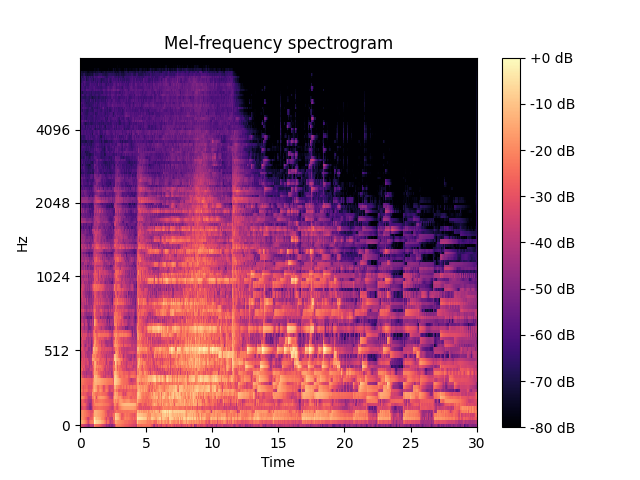 Mel-frequency spectrogram
Hz
4096
2048
1024
512
0
0 5 10 15 20 25 30
Time
+0 dB
-10 dB
-20 dB
-30 dB
-40 dB
-50 dB
-60 dB
-70 dB
-80 dB